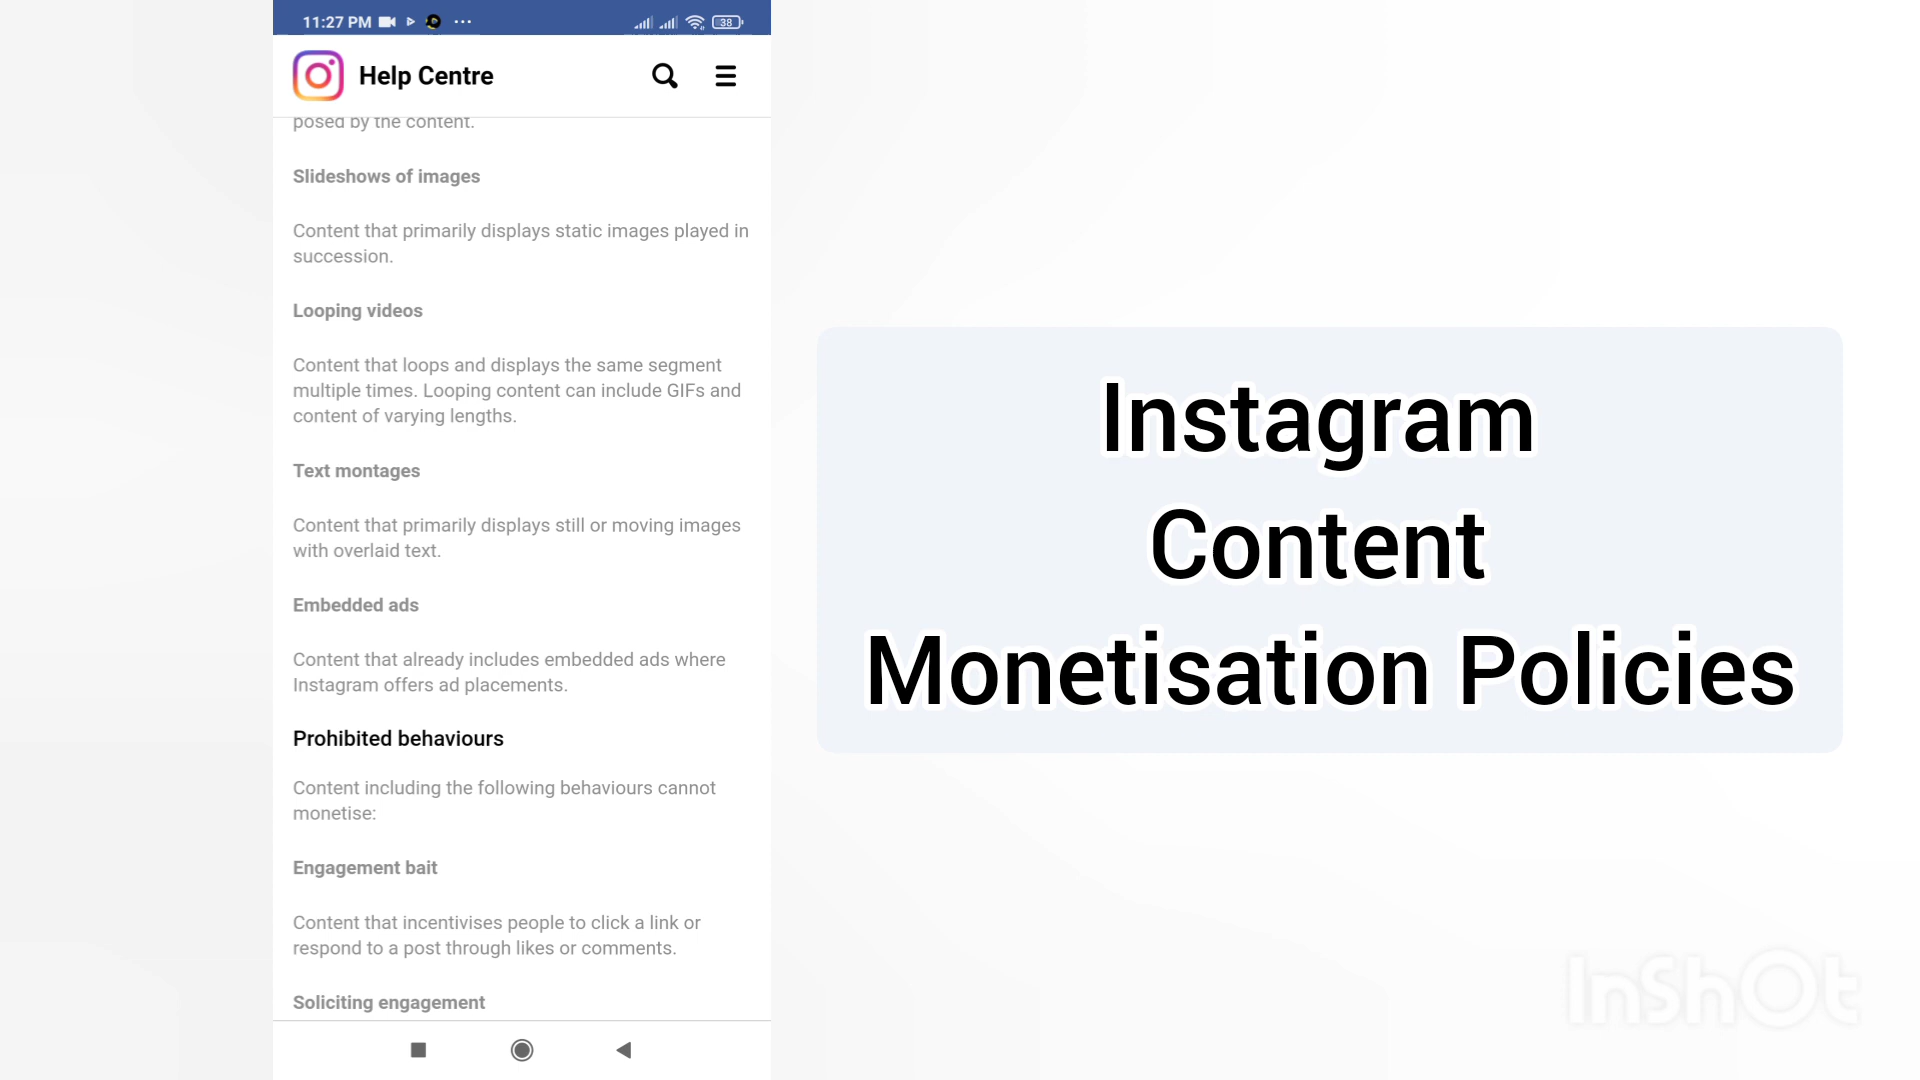 11:27 PM
38
Help Centre
posed by the content.
Slideshows of images
Content that primarily displays static images played in
succession.
Looping videos
Content that loops and displays the same segment
multiple times. Looping content can include GIFs and
content of varying lengths.
Text montages
Content that primarily displays still or moving images
with overlaid text.
Embedded ads
Content that already includes embedded ads where
Instagram offers ad placements.
Prohibited behaviours
Content including the following behaviours cannot
monetise:
Engagement bait
Content that incentivises people to click a link or
respond to a post through likes or comments.
Soliciting engagement
Instagram
Content
Monetisation Policies
InShOt